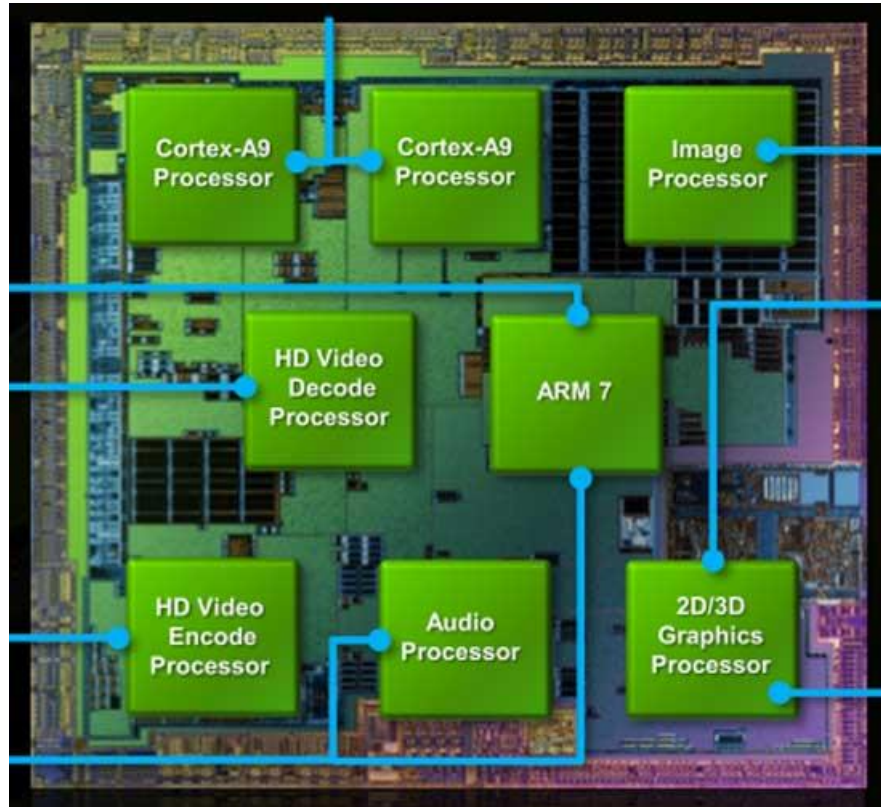 Cortex-A9
Processor
Cortex-A9
Processor
Image
Processor
HD Video
Decode
Processor
ARM 7
HD Video
Encode
Processor
Audio
Processor
2D/3D
Graphics
Processor